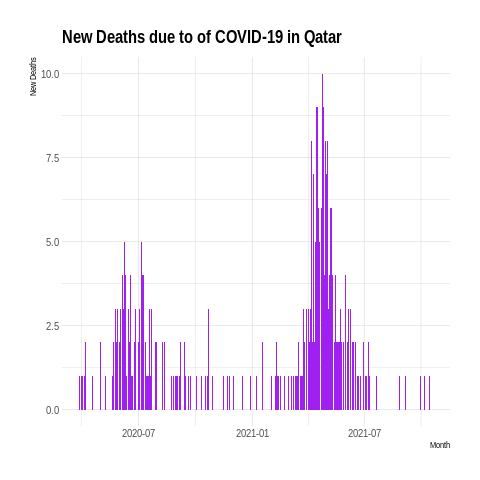 New Deaths due to of COVID-19 in Qatar
New Deaths
10.0
7.5
5.0
2.5
0.0
2020-07
2021-01
2021-07
Month